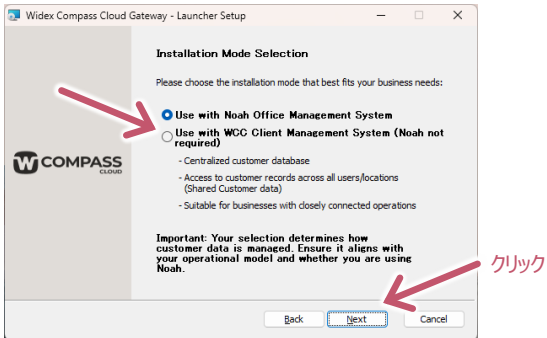 Widex Compass Cloud Gateway - Launcher Setup
Installation Mode Selection
Please choose the installation mode that best fits your business needs:
Use with Noah Office Management System
Use with WCC Client Management System (Noah not
required)
- Centralized customer database
- Access to customer records across all users/locations
(Shared Customer data)
- Suitable for businesses with closely connected operations
W COMPASS
CLOUD
Important: Your selection determines how
customer data is managed. Ensure it aligns with
your operational model and whether you are using
Noah.
クリック
Back Next Cancel